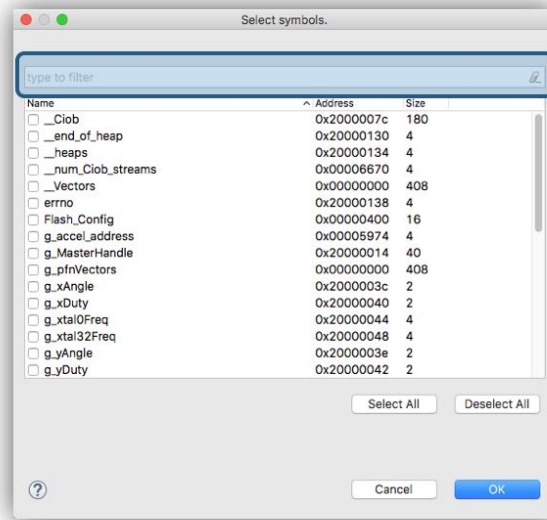 Select symbols.
type to filter
Name Address Size
__Ciob 0x2000007c 180
__end_of_heap 0x20000130 4
__heaps 0x20000134 4
__num_Ciob_streams 0x00006670 4
__Vectors 0x00000000 408
errno 0x20000138 4
Flash_Config 0x00000400 16
g_accel_address 0x00005974 4
g_MasterHandle 0x20000014 40
g_pfnVectors 0x00000000 408
g_xAngle 0x2000003c 2
g_xDuty 0x20000040 2
g_xtal0Freq 0x20000044 4
g_xtal32Freq 0x20000048 4
g_yAngle 0x2000003e 2
g_yDuty 0x20000042 2
Select All Deselect All
? Cancel OK